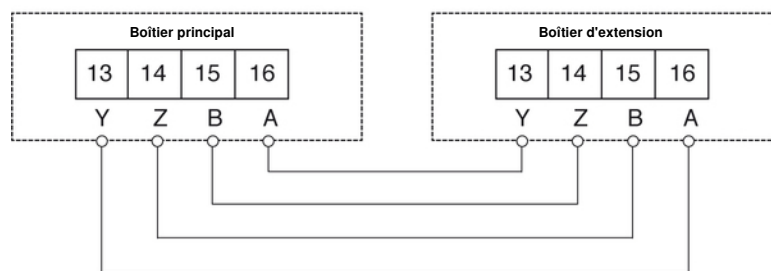 Boîtier principal
13 14 15 16
Y Z B A
Boîtier d'extension
13 14 15 16
Y Z B A